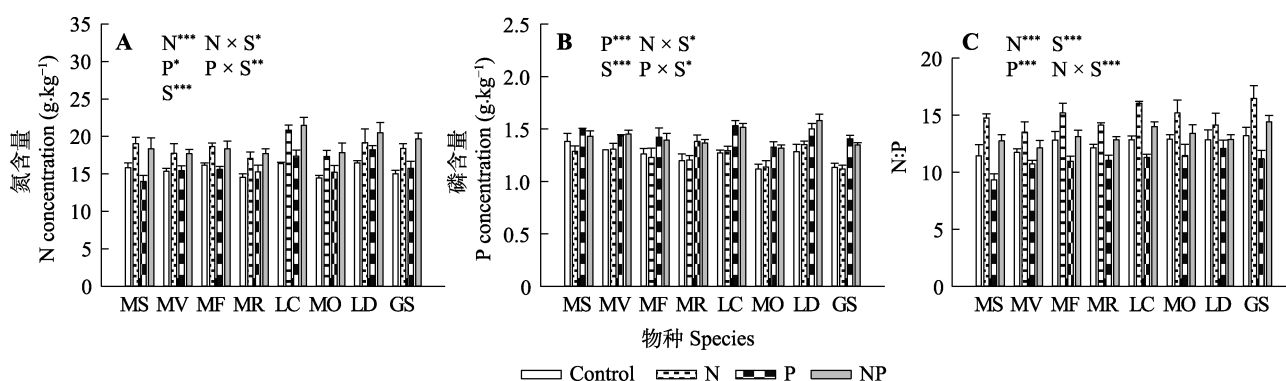 A
N*** N × S*
P* P × S**
S***
氮含量
N concentration (g·kg⁻¹)
35
30
25
20
15
10
5
0
MS MV MF MR LC MO LD GS
B
P*** N × S*
S*** P × S*
磷含量
P concentration (g·kg⁻¹)
2.5
2.0
1.5
1.0
0.5
0
MS MV MF MR LC MO LD GS
C
N*** S***
P*** N × S***
N:P
20
15
10
0
MS MV MF MR LC MO LD GS
物种 Species
Control N P NP